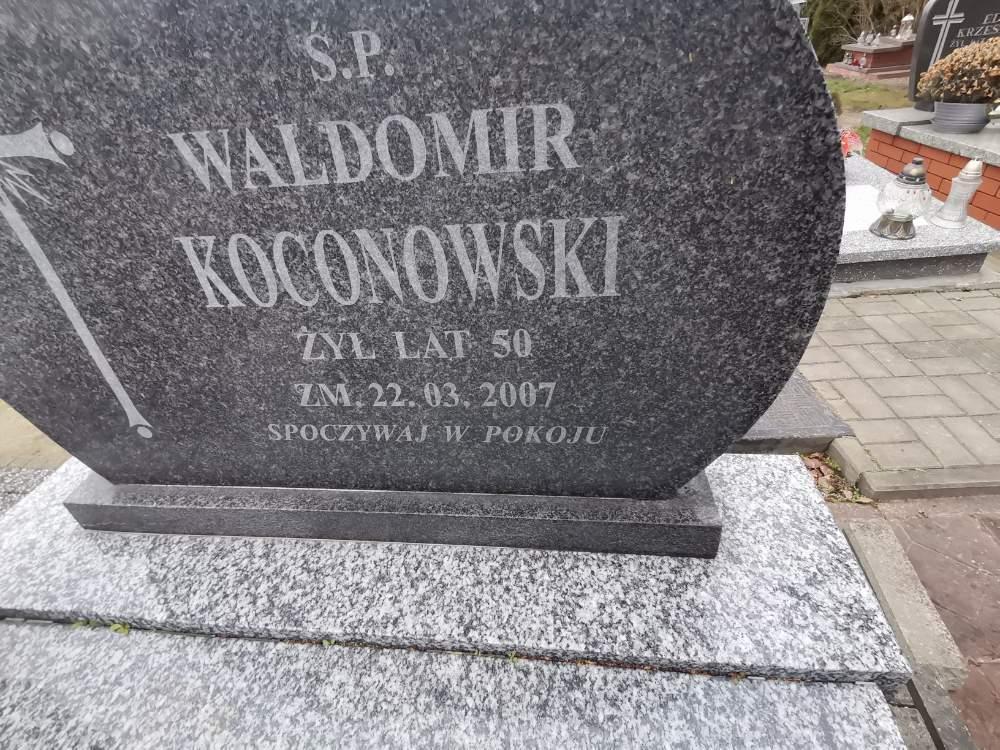 Ś.P.
WALDOMIR
KOCONOWSKI
ŻYŁ LAT 50
ZM. 22.03.2007
SPOCZYWAJ W POKOJU